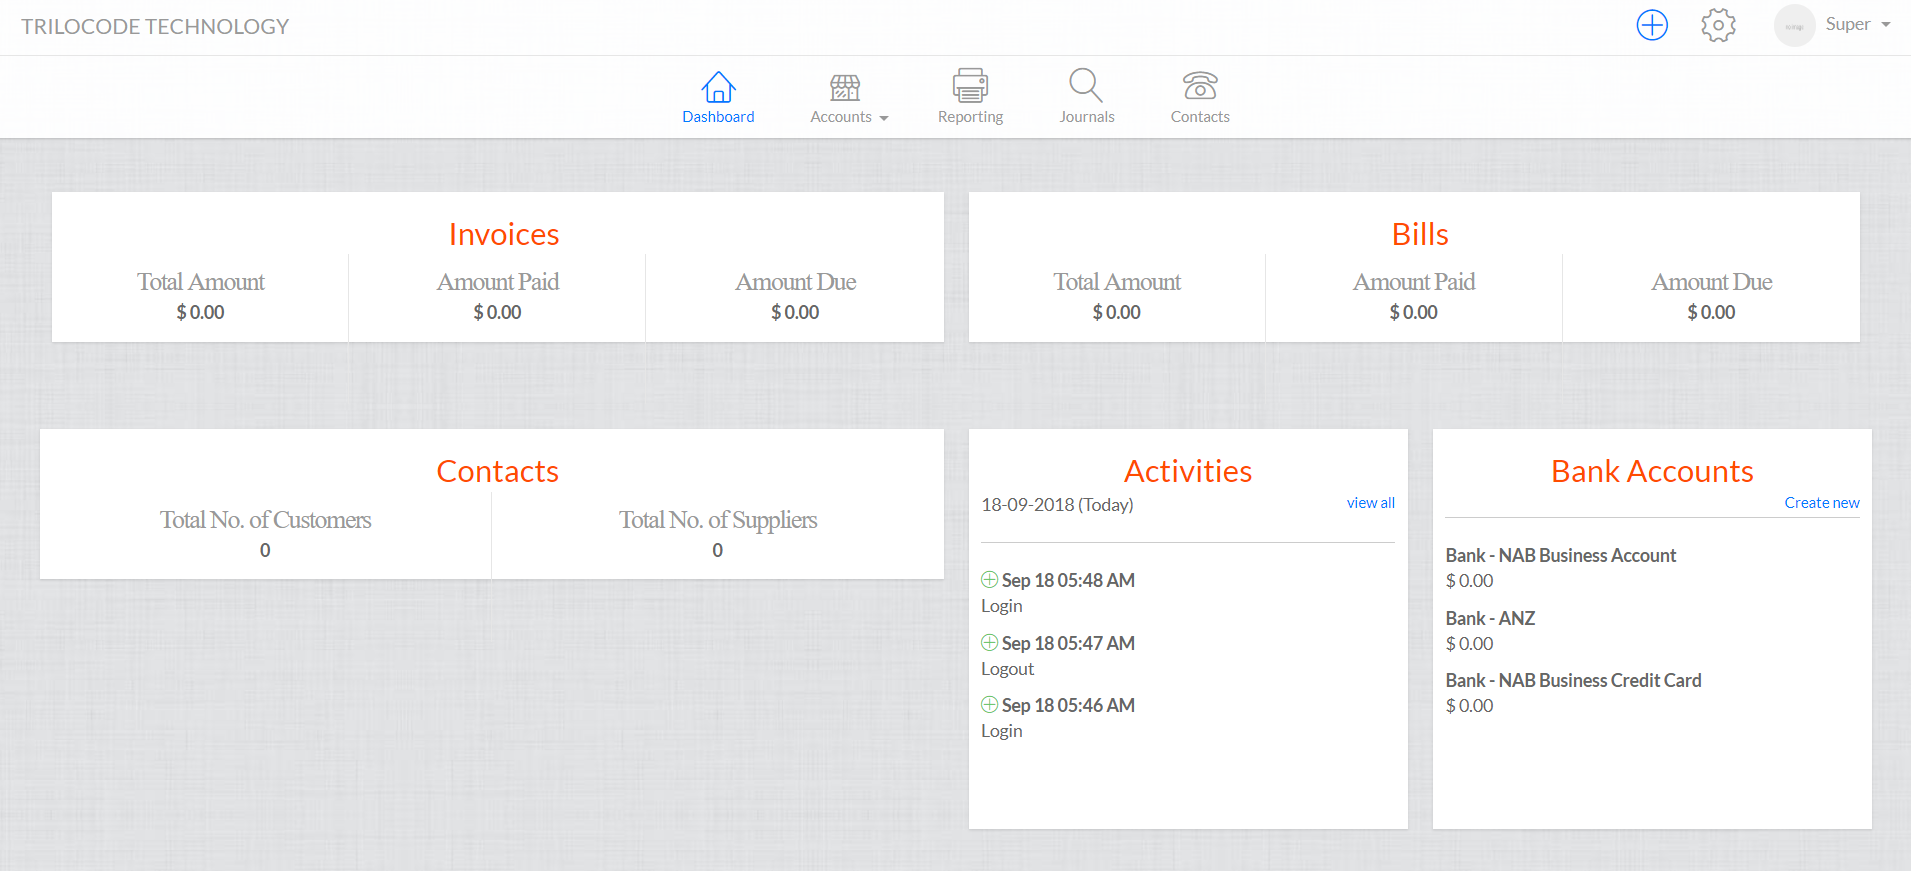 TRILOCODE TECHNOLOGY
Super
Dashboard
Accounts
Reporting
Journals
Contacts
Invoices
Total Amount
$ 0.00
Amount Paid
$ 0.00
Amount Due
$ 0.00
Bills
Total Amount
$ 0.00
Amount Paid
$ 0.00
Amount Due
$ 0.00
Contacts
Total No. of Customers
0
Total No. of Suppliers
0
Activities
18-09-2018 (Today)
view all
Sep 18 05:48 AM
Login
Sep 18 05:47 AM
Logout
Sep 18 05:46 AM
Login
Bank Accounts
Create new
Bank - NAB Business Account
$ 0.00
Bank - ANZ
$ 0.00
Bank - NAB Business Credit Card
$ 0.00